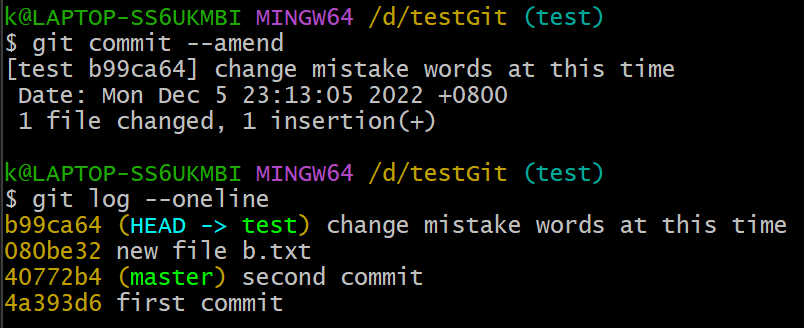 k@LAPTOP-SS6UKMBI MINGW64 /d/testGit (test)
$ git commit --amend
[test b99ca64] change mistake words at this time
 Date: Mon Dec 5 23:13:05 2022 +0800
 1 file changed, 1 insertion(+)

k@LAPTOP-SS6UKMBI MINGW64 /d/testGit (test)
$ git log --oneline
b99ca64 (HEAD -> test) change mistake words at this time
080be32 new file b.txt
40772b4 (master) second commit
4a393d6 first commit